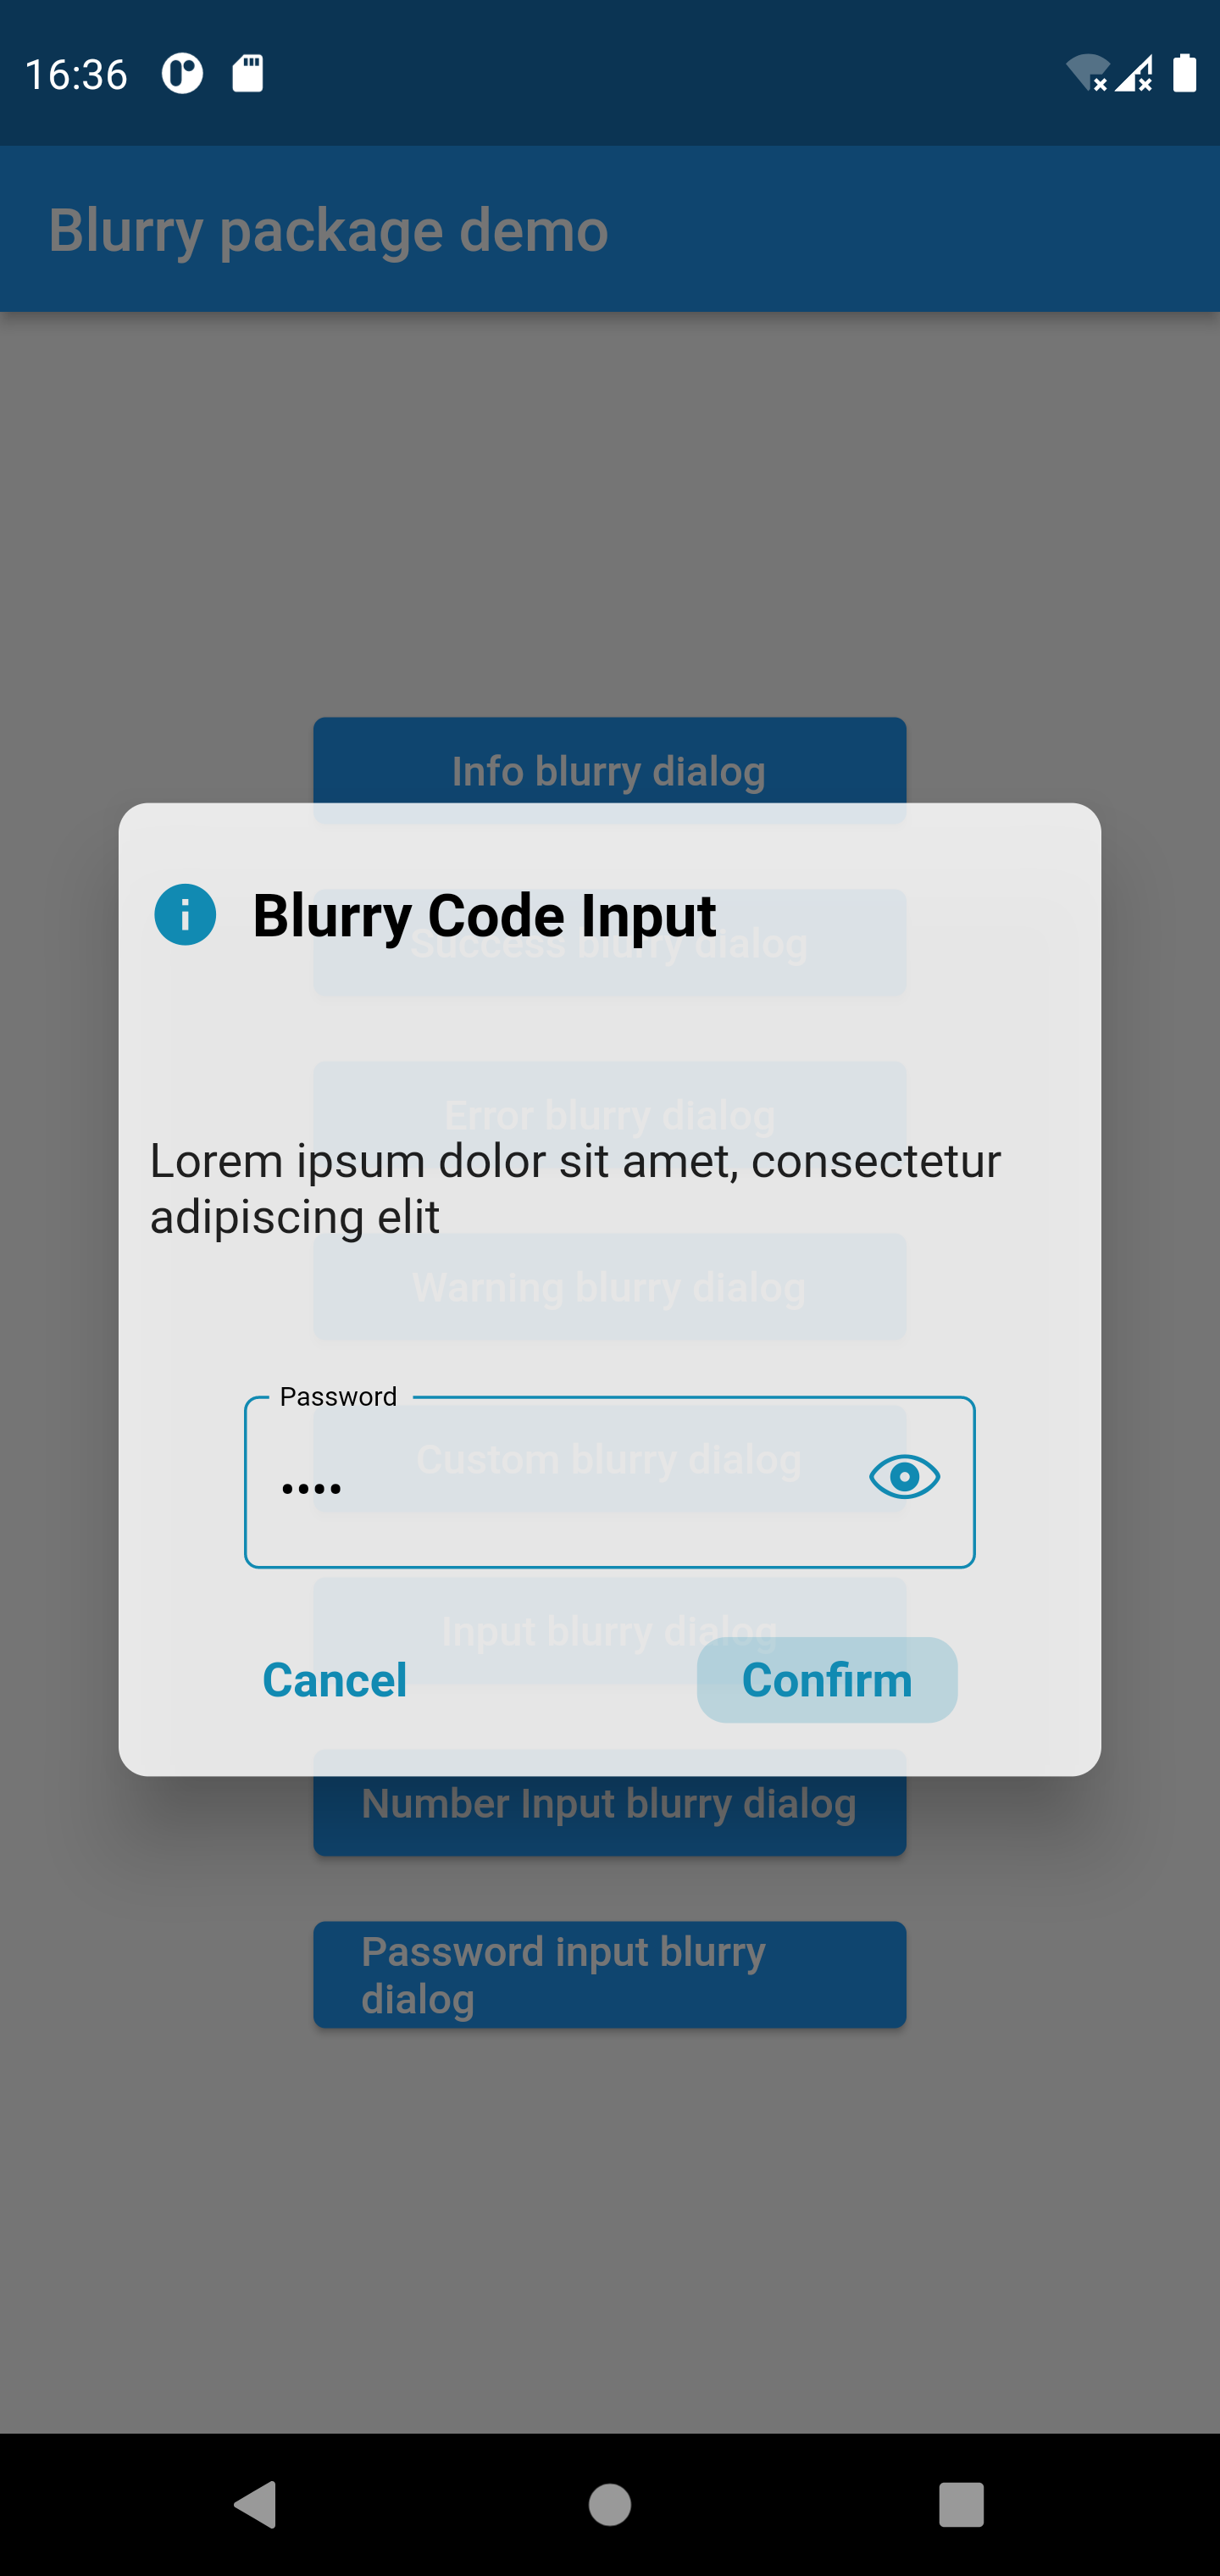 16:36
Blurry package demo
Info blurry dialog
Blurry Code Input
Success blurry dialog
Error blurry dialog
Lorem ipsum dolor sit amet, consectetur
adipiscing elit
Warning blurry dialog
Password
Custom blurry dialog
••••
Input blurry dialog
Cancel
Confirm
Number Input blurry dialog
Password input blurry
dialog